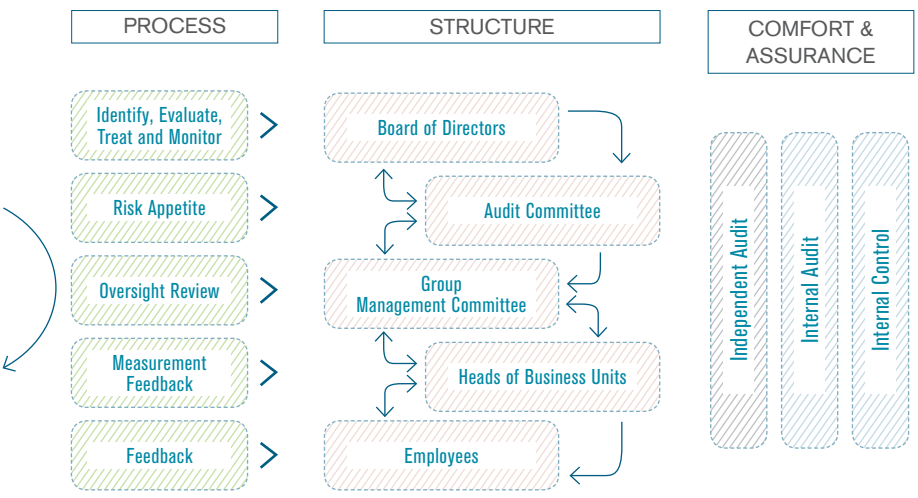 PROCESS
STRUCTURE
COMFORT &
ASSURANCE
Identify, Evaluate,
Treat and Monitor
Risk Appetite
Oversight Review
Measurement
Feedback
Feedback
Board of Directors
Audit Committee
Group
Management Committee
Heads of Business Units
Employees
Independent Audit
Internal Audit
Internal Control